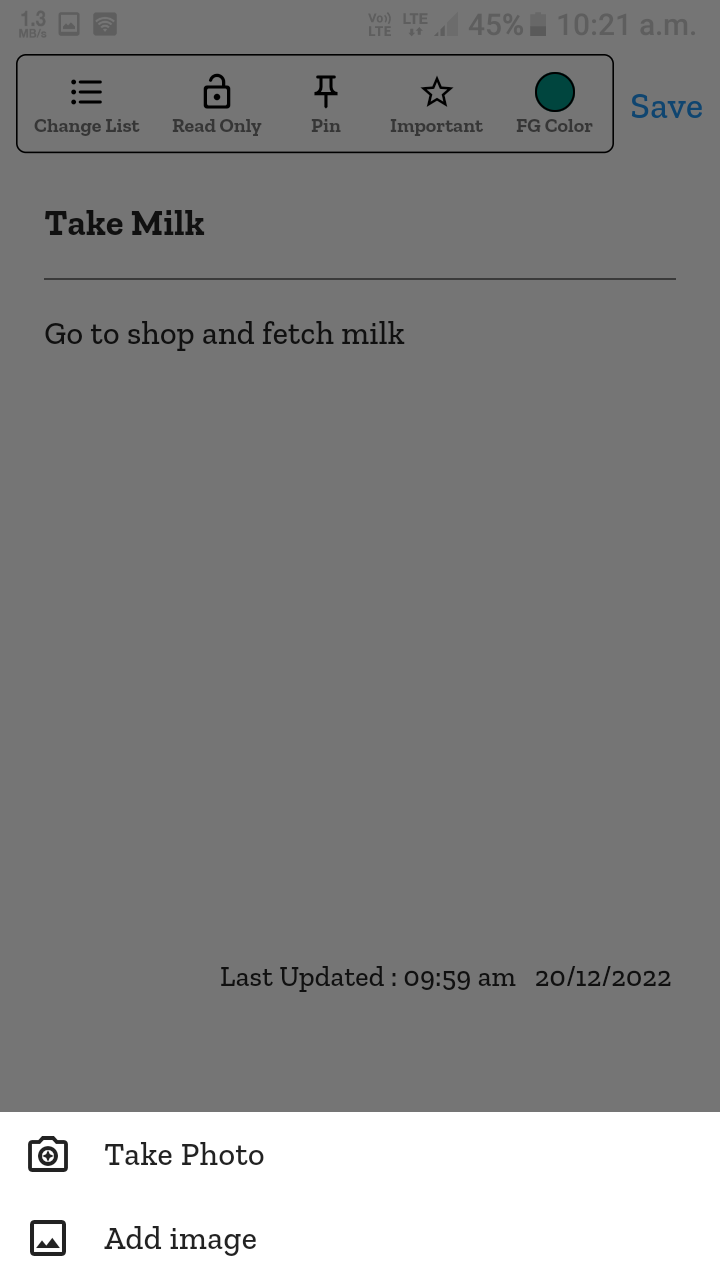 1.3 MB/s Vo) LTE LTE 45% 10:21 a.m.
Change List Read Only Pin Important FG Color Save
Take Milk
Go to shop and fetch milk
Last Updated : 09:59 am 20/12/2022
Take Photo
Add image